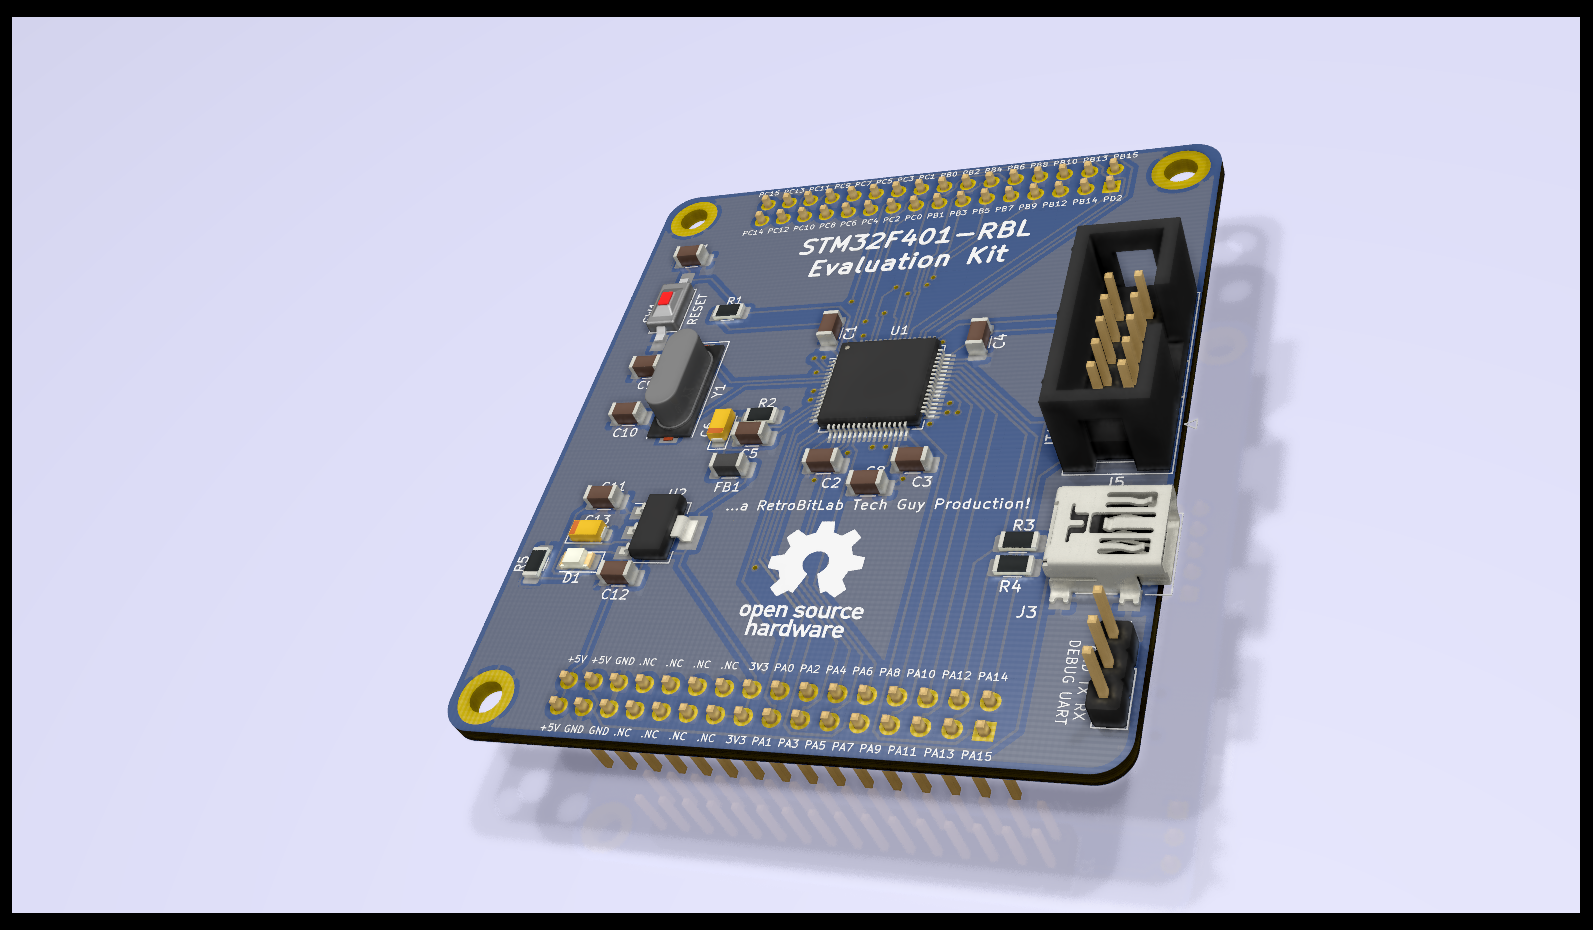 PC15 PC13 PC11 PC9 PC7 PC5 PC3 PC1 PB0 PB2 PB4 PB6 PB8 PB10 PB13 PB15
PC14 PC12 PC10 PC8 PC6 PC4 PC2 PC0 PB1 PB3 PB5 PB7 PB9 PB12 PB14 PD2
STM32F401-RBL
Evaluation Kit
RESET
R1
C1
U1
C4
Y1
C10
R2
C5
FB1
C2
C3
J5
...a RetroBitLab Tech Guy Production!
C11
U2
C13
R5
D1
C12
R3
R4
J3
open source
hardware
TX RX
DEBUG UART
+5V +5V GND .NC .NC .NC .NC 3V3 PA0 PA2 PA4 PA6 PA8 PA10 PA12 PA14
+5V GND GND .NC .NC .NC .NC 3V3 PA1 PA3 PA5 PA7 PA9 PA11 PA13 PA15